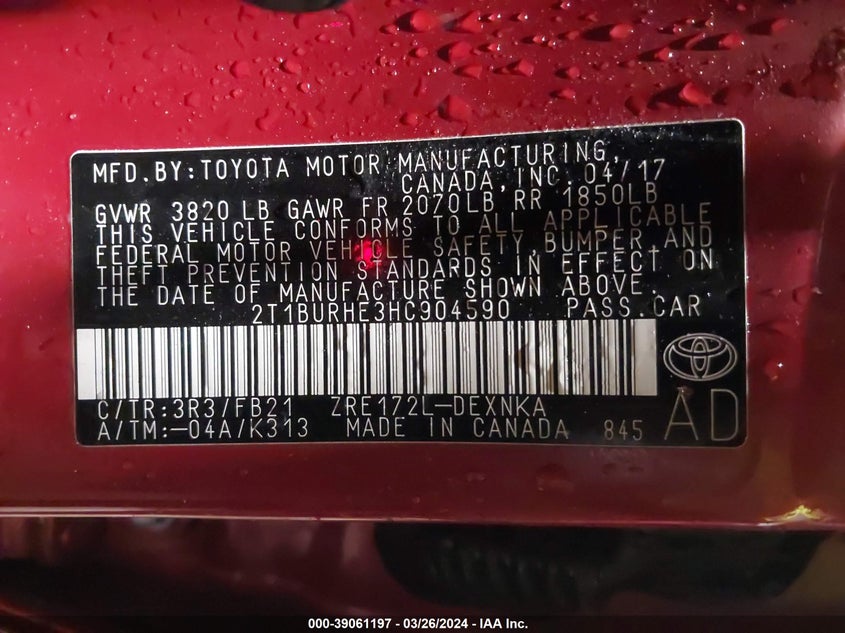 MFD.BY:TOYOTA MOTOR MANUFACTURING,
CANADA,INC. 04/17
GVWR 3820 LB GAWR FR 2070LB RR 1850LB
THIS VEHICLE CONFORMS TO ALL APPLICABLE
FEDERAL MOTOR VEHICLE SAFETY,BUMPER,AND
THEFT PREVENTION STANDARDS IN EFFECT ON
THE DATE OF MANUFACTURE SHOWN ABOVE.
2T1BURHE3HC904590 PASS.CAR
C/TR:3R3/FB21 ZRE172L-DEXNKA
A/TM:-04A/K313 MADE IN CANADA 845 AD
000-39061197 - 03/26/2024 - IAA Inc.